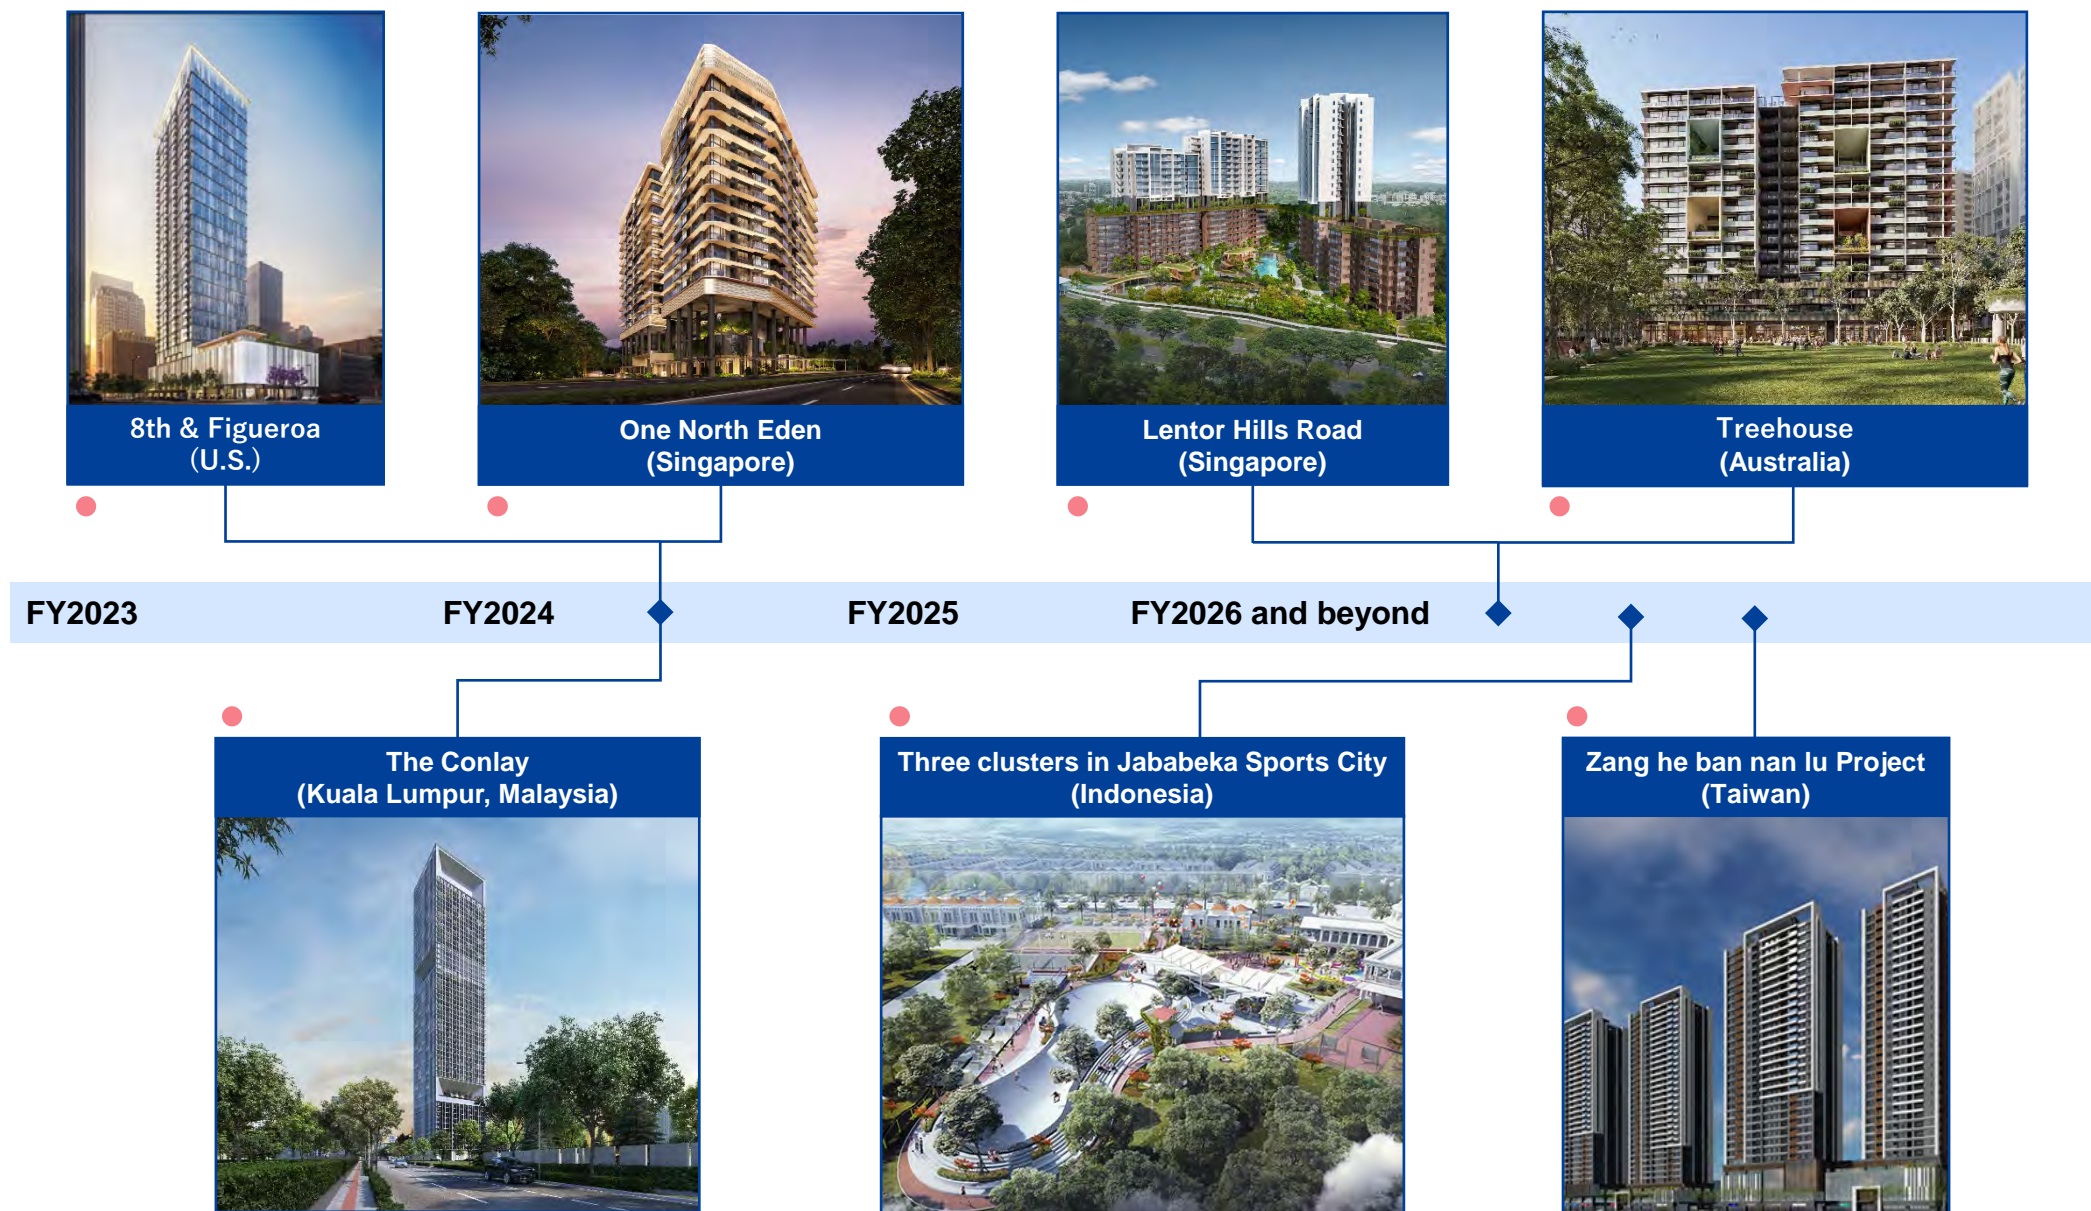 8th & Figueroa
(U.S.)
One North Eden
(Singapore)
Lentor Hills Road
(Singapore)
Treehouse
(Australia)
FY2023
FY2024
FY2025
FY2026 and beyond
The Conlay
(Kuala Lumpur, Malaysia)
Three clusters in Jababeka Sports City
(Indonesia)
Zang he ban nan lu Project
(Taiwan)